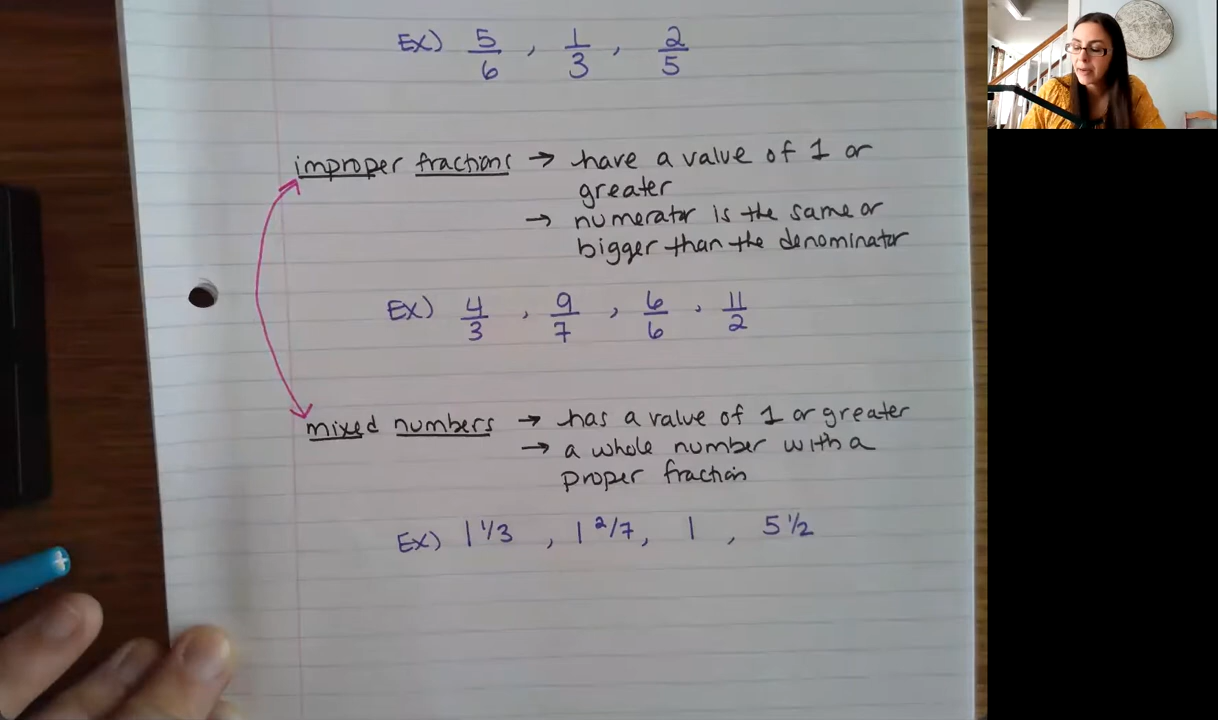 Ex) 5/6 , 1/3 , 2/5
improper fractions → have a value of 1 or
greater
→ numerator is the same or
bigger than the denominator
Ex) 4/3 , 9/7 , 6/6 , 11/2
mixed numbers → has a value of 1 or greater
→ a whole number with a
proper fraction
Ex) 1 1/3 , 1 2/7 , 1 , 5 1/2